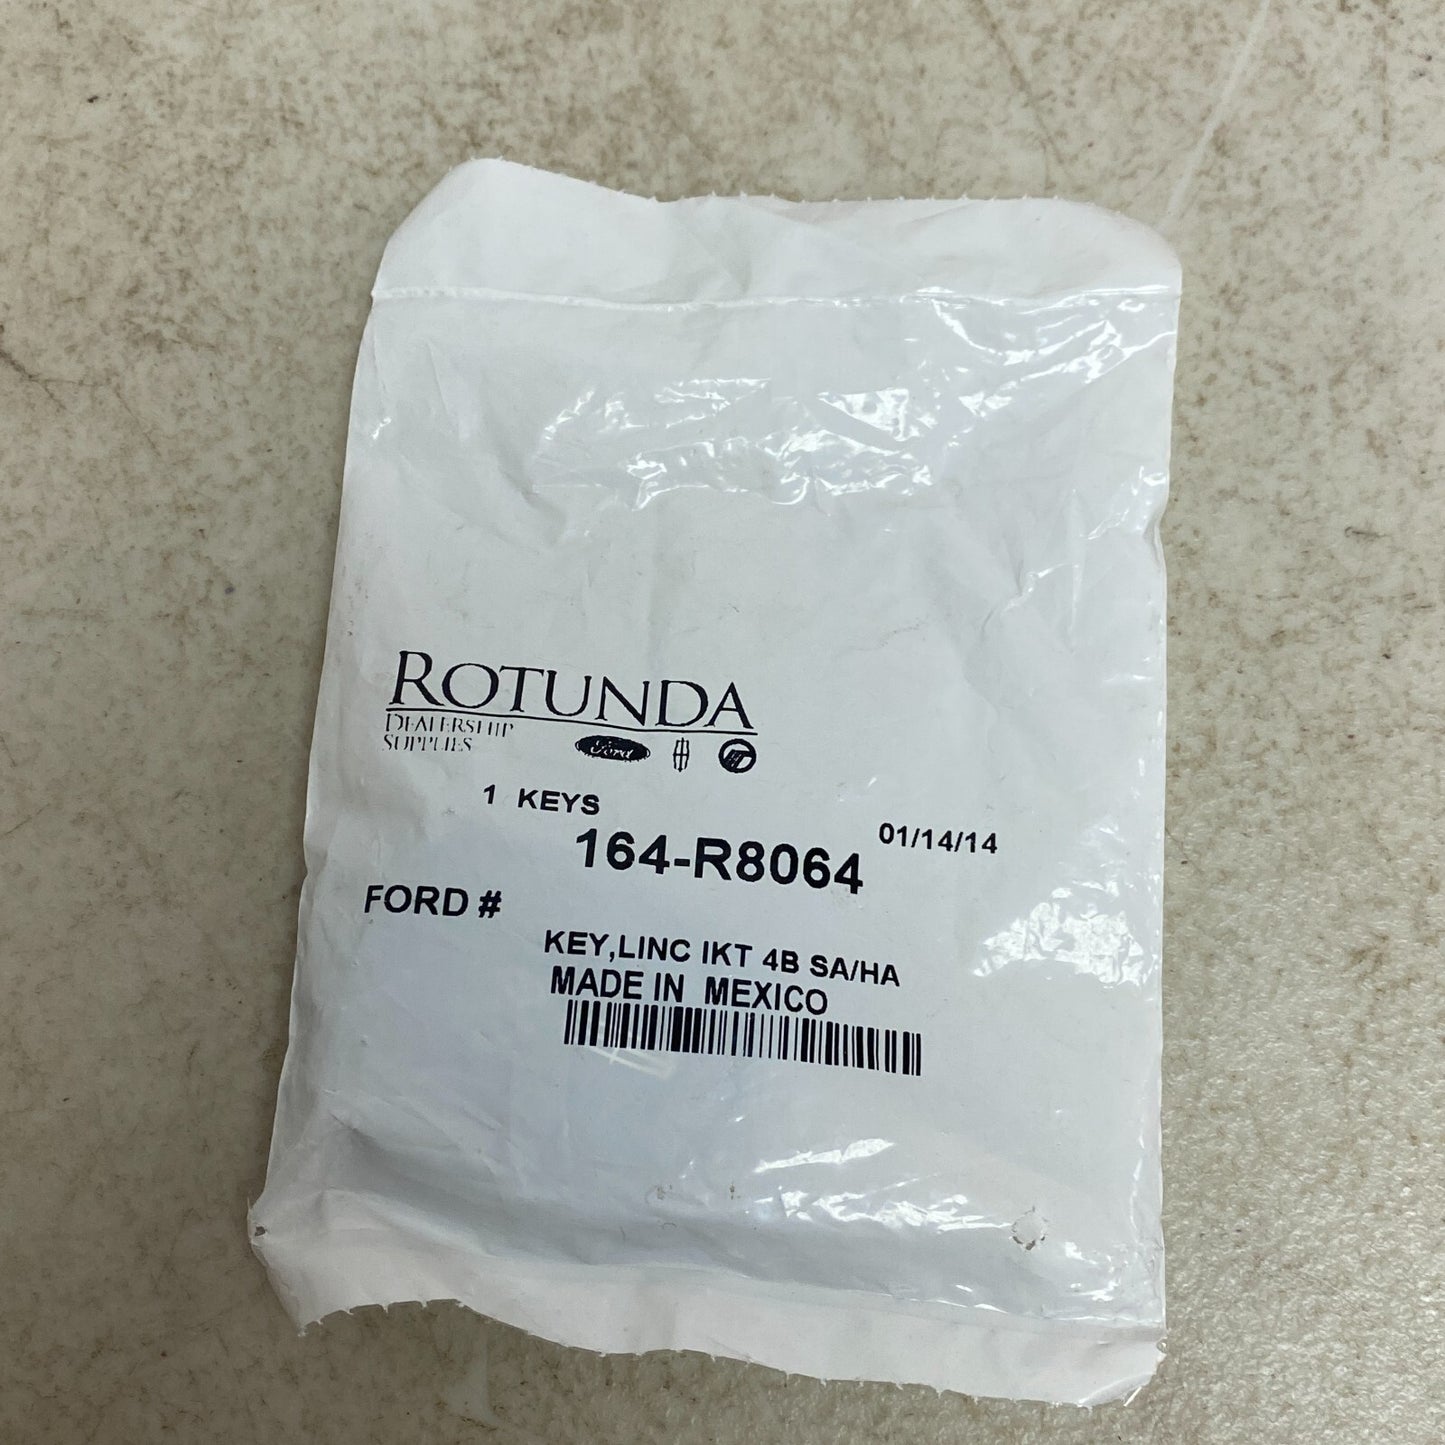 ROTUNDA
DEALERSHIP
SUPPLIES
Ford
1 KEYS
01/14/14
164-R8064
FORD #
KEY,LINC IKT 4B SA/HA
MADE IN MEXICO